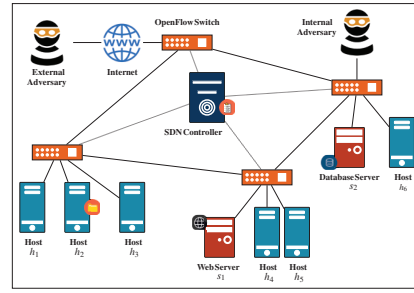 OpenFlow Switch
Internal
Adversary
WWW
External
Adversary
Internet
SDN Controller
Database Server
s2
Host
h6
Host
h1
Host
h2
Host
h3
Web Server
s1
Host
h4
Host
h5